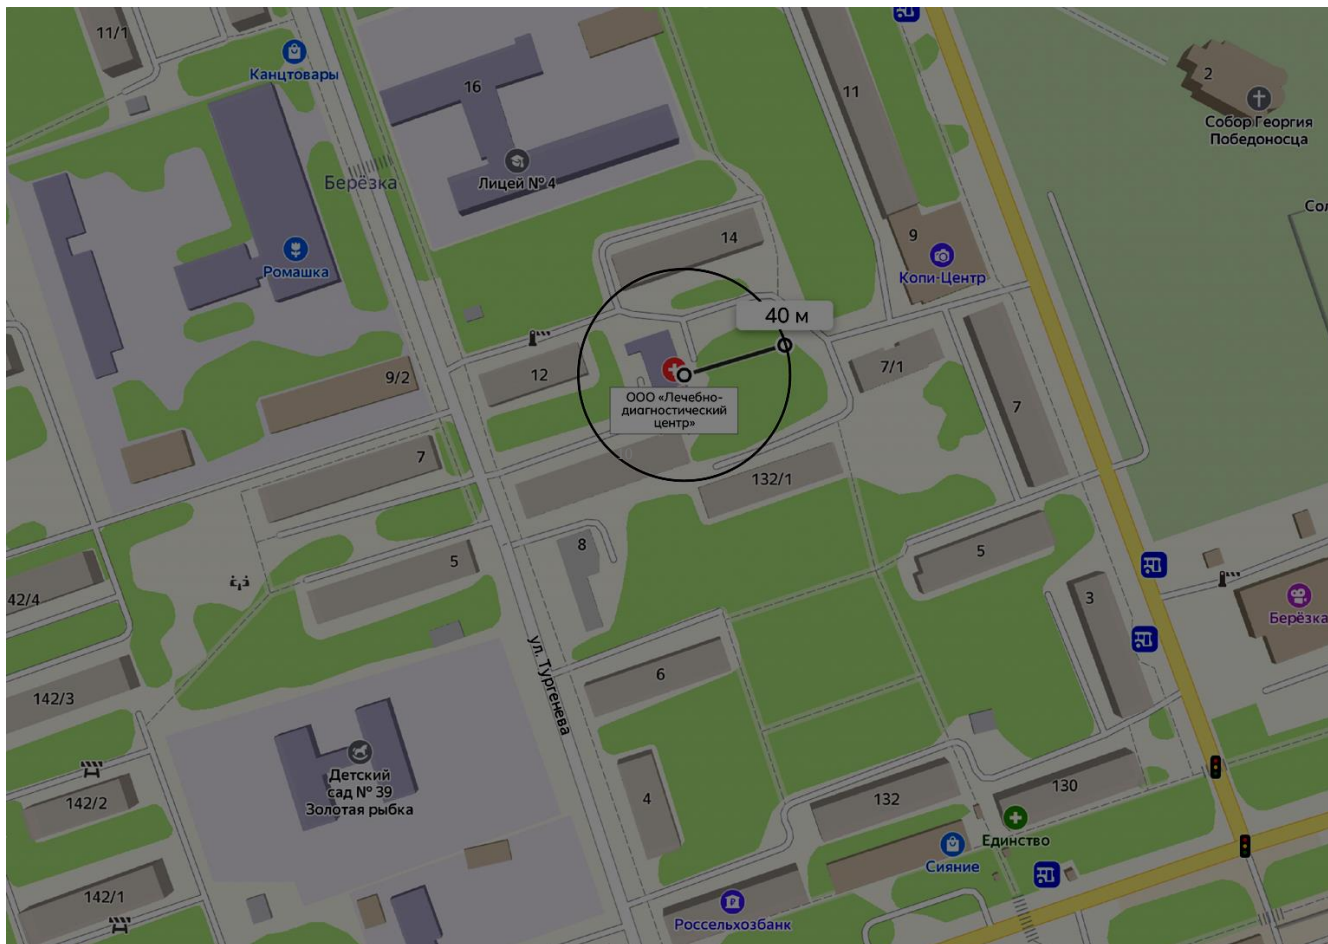 11/1
Канцтовары
16
Лицей № 4
Берёзка
Ромашка
11
2
Собор Георгия
Победоносца
Сол
9
Копи-Центр
14
40 м
12
ООО «Лечебно-
диагностический
центр»
10
7/1
7
9/2
7
132/1
8
5
5
3
Берёзка
42/4
142/3
142/2
142/1
Детский
сад № 39
Золотая рыбка
ул. Тургенева
6
4
132
130
Единство
Сияние
Россельхозбанк